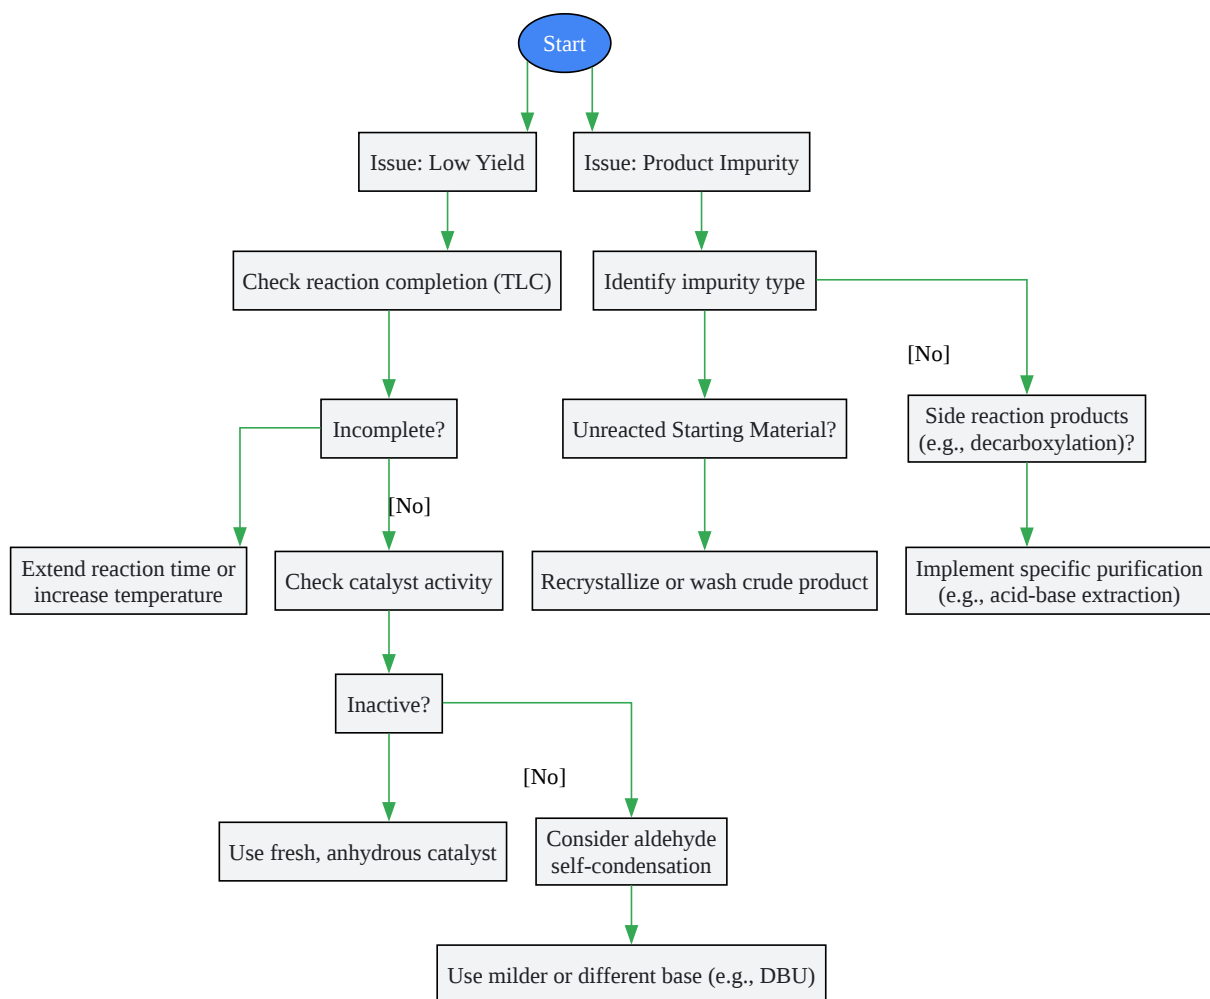 Start
Issue: Low Yield
Issue: Product Impurity
Check reaction completion (TLC)
Identify impurity type
[No]
Incomplete?
Unreacted Starting Material?
Side reaction products
(e.g., decarboxylation)?
[No]
Extend reaction time or
increase temperature
Check catalyst activity
Recrystallize or wash crude product
Implement specific purification
(e.g., acid-base extraction)
Inactive?
[No]
Use fresh, anhydrous catalyst
Consider aldehyde
self-condensation
Use milder or different base (e.g., DBU)